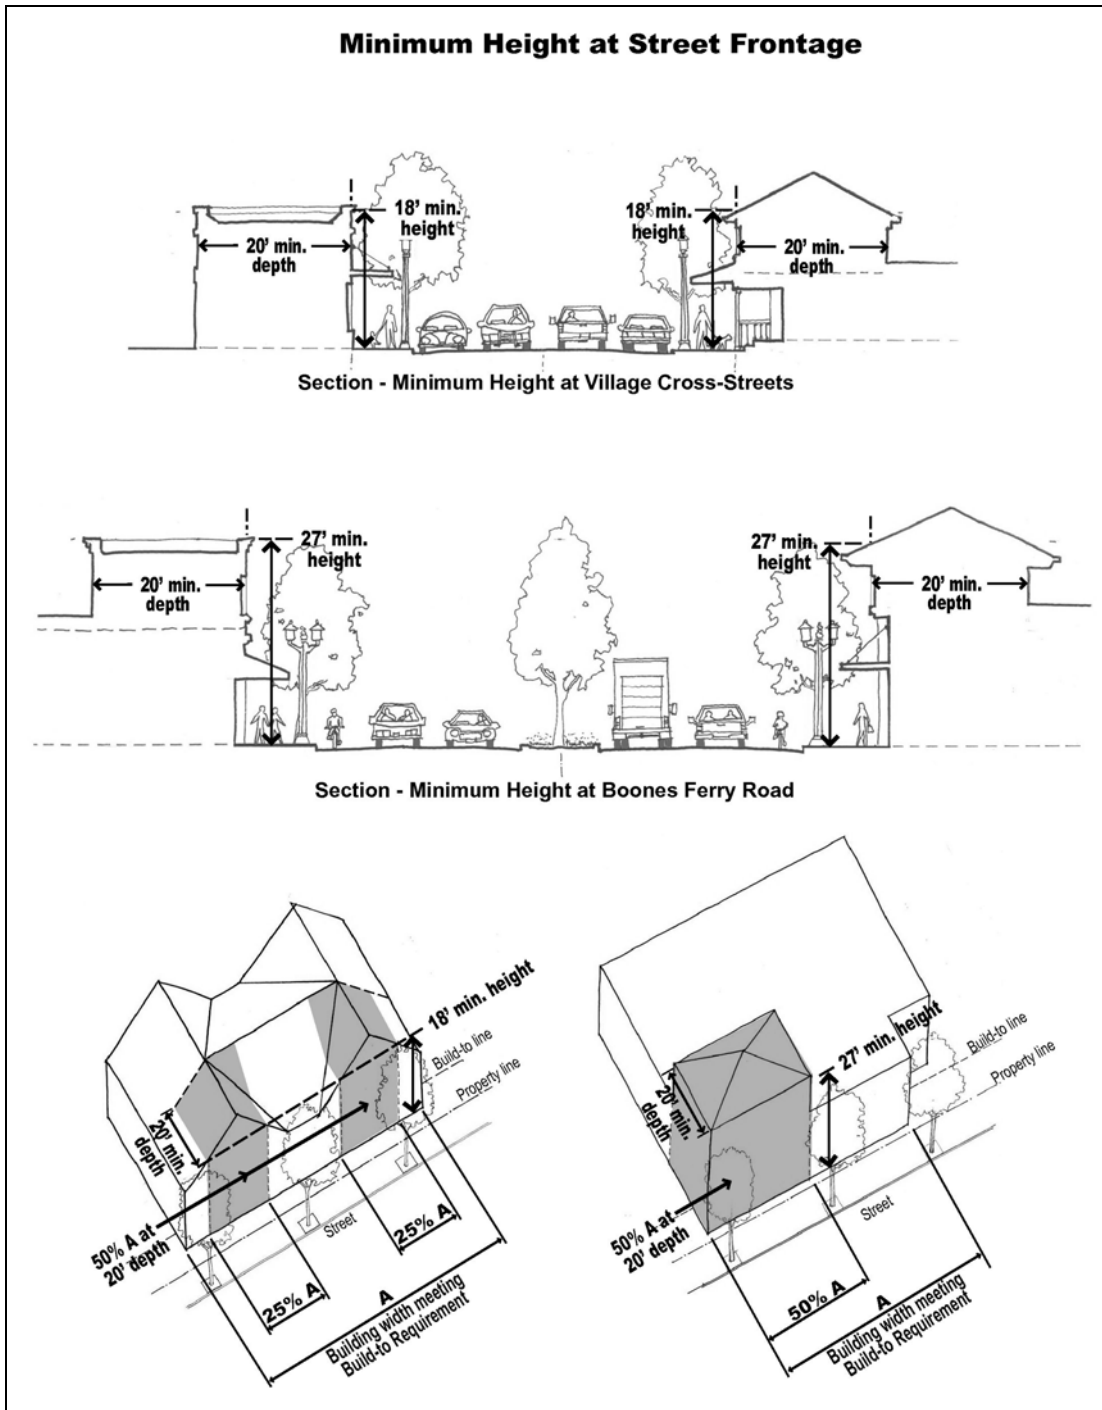 Minimum Height at Street Frontage
18' min.
height
18' min.
height
20' min.
depth
20' min.
depth
Section - Minimum Height at Village Cross-Streets
27' min.
height
27' min.
height
20' min.
depth
20' min.
depth
Section - Minimum Height at Boones Ferry Road
18' min. height
Build-to line
Property line
20' min.
depth
50% A at
20' depth
Street
25% A
25% A
A
Building width meeting
Build-to Requirement
27' min. height
Build-to line
Property line
20' min.
depth
50% A at
20' depth
Street
50% A
A
Building width meeting
Build-to Requirement